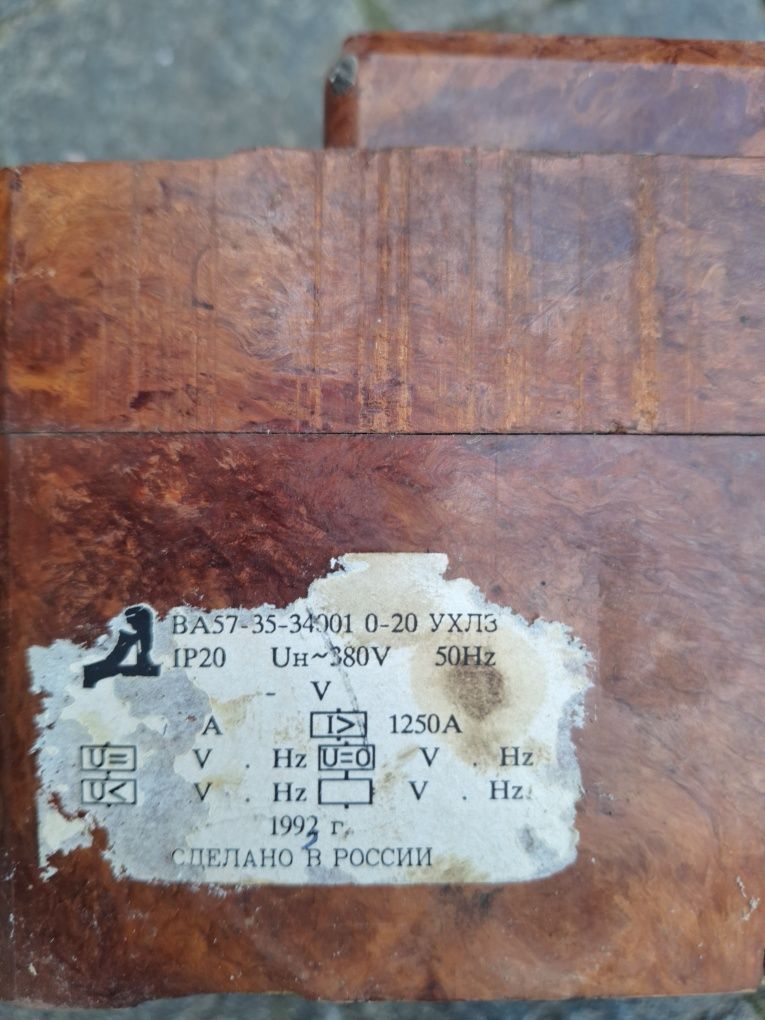 ВА57-35-34001 0-20 УХЛ3
IP20 Uн~380V 50Hz
- V
A I> 1250A
U= V . Hz U=0 V . Hz
U< V . Hz V . Hz
1992 г.
СДЕЛАНО В РОССИИ